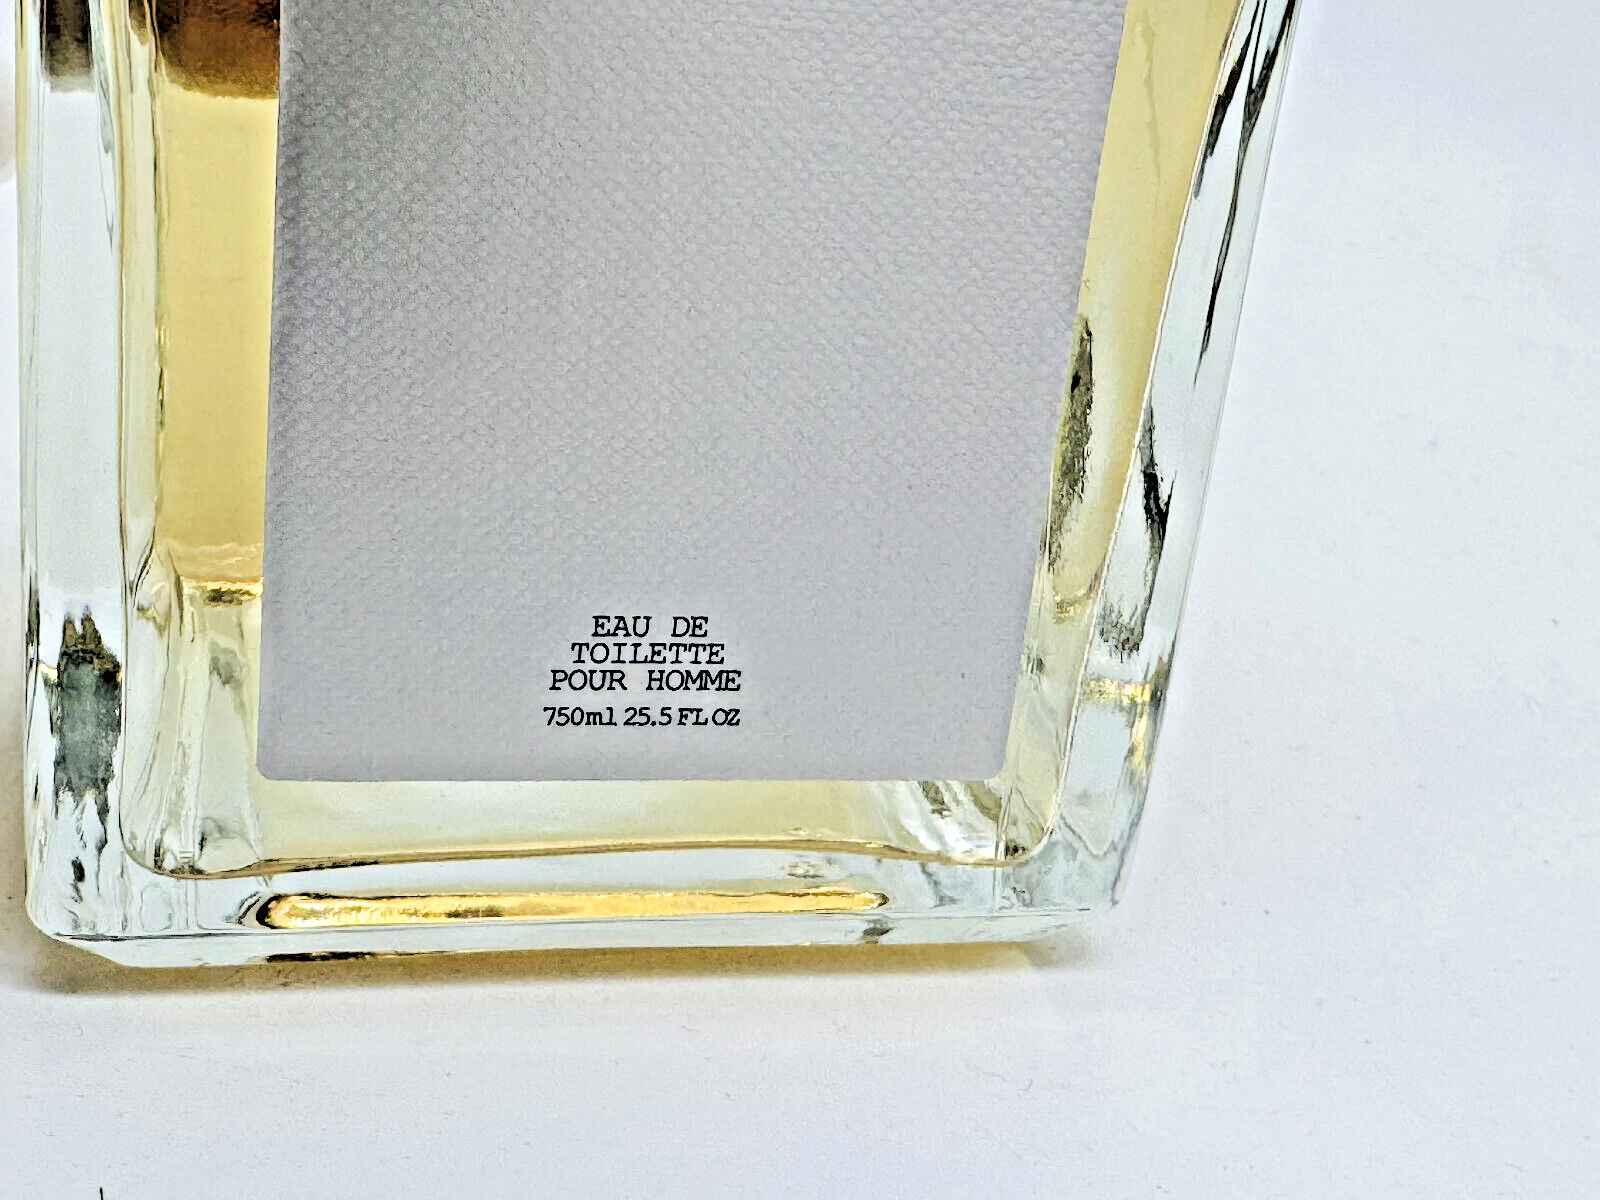 EAU DE
TOILETTE
POUR HOMME
750ml 25.5 FL OZ